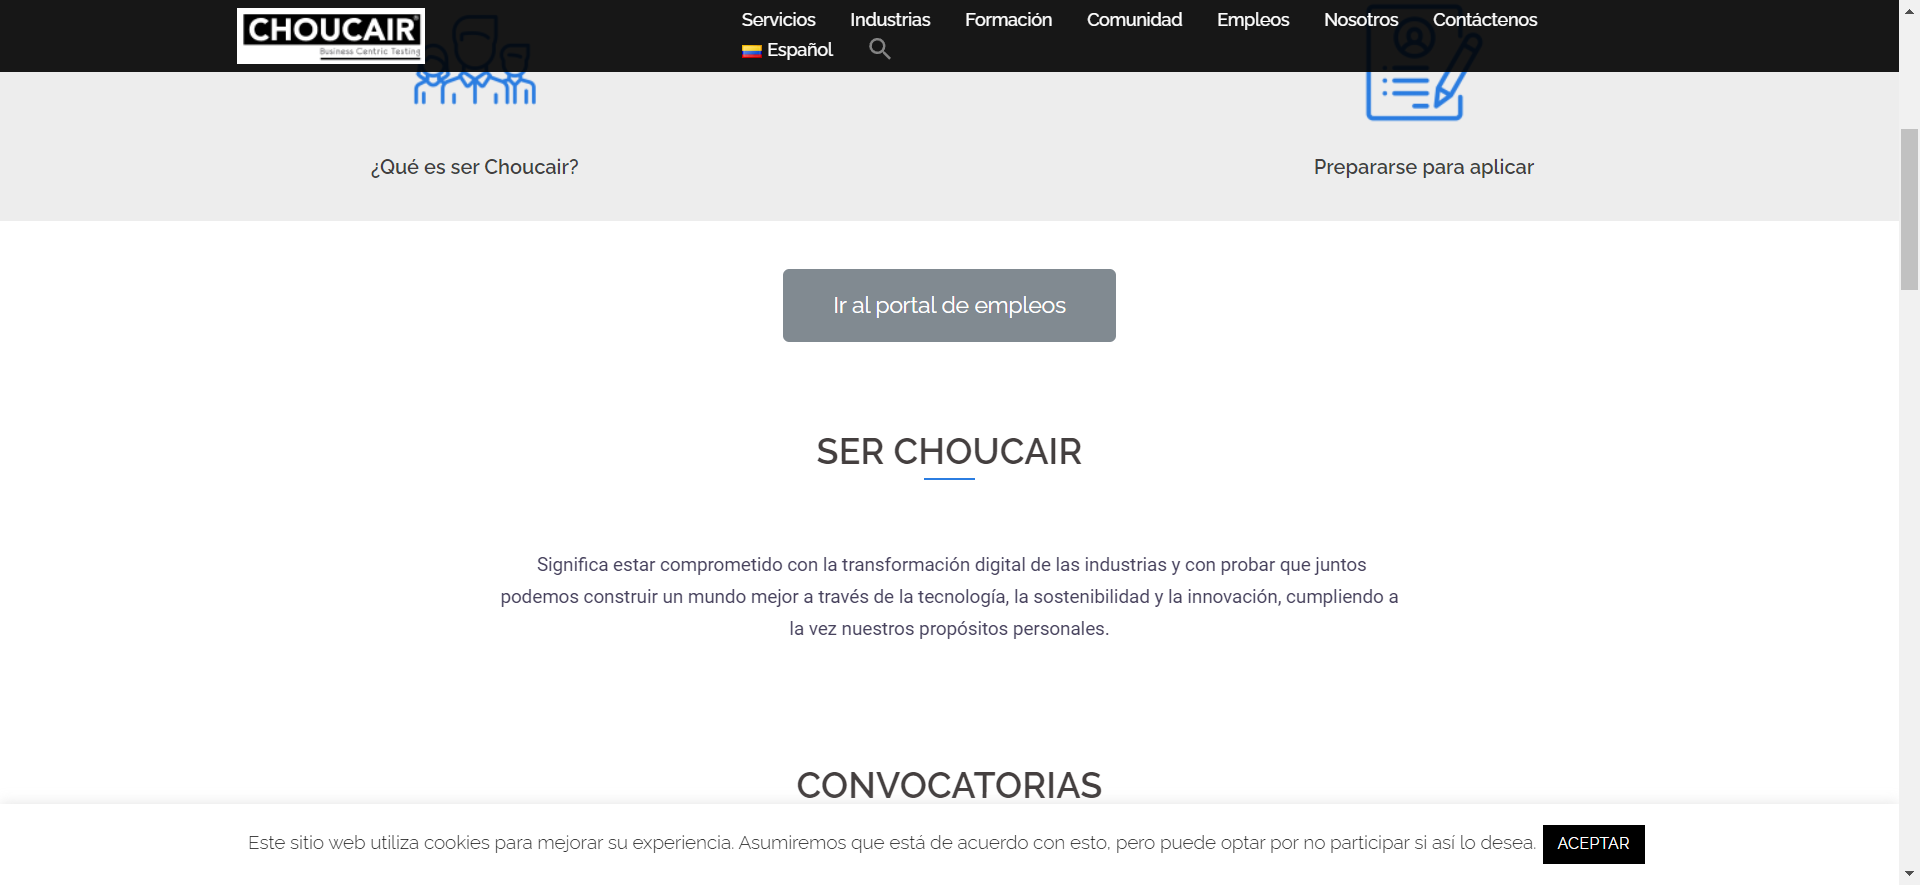 CHOUCAIR®
Business Centric Testing
Servicios Industrias Formación Comunidad Empleos Nosotros Contáctenos
Español
¿Qué es ser Choucair?
Prepararse para aplicar
Ir al portal de empleos
SER CHOUCAIR
Significa estar comprometido con la transformación digital de las industrias y con probar que juntos
podemos construir un mundo mejor a través de la tecnología, la sostenibilidad y la innovación, cumpliendo a
la vez nuestros propósitos personales.
CONVOCATORIAS
Este sitio web utiliza cookies para mejorar su experiencia. Asumiremos que está de acuerdo con esto, pero puede optar por no participar si así lo desea. ACEPTAR